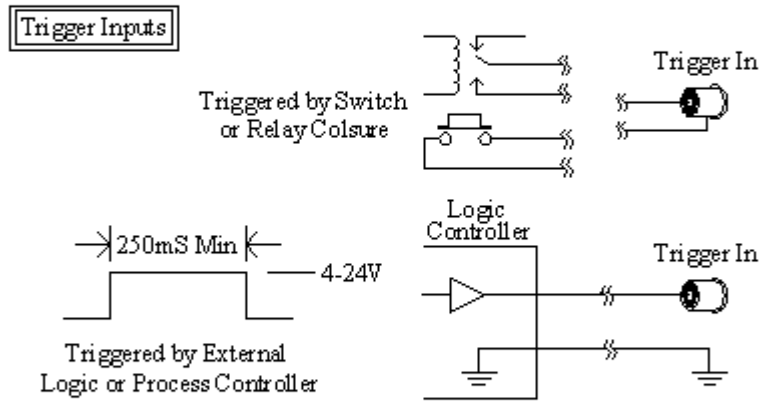 Trigger Inputs
Triggered by Switch
or Relay Colsure
Trigger In
250mS Min
4-24V
Triggered by External
Logic or Process Controller
Logic
Controller
Trigger In